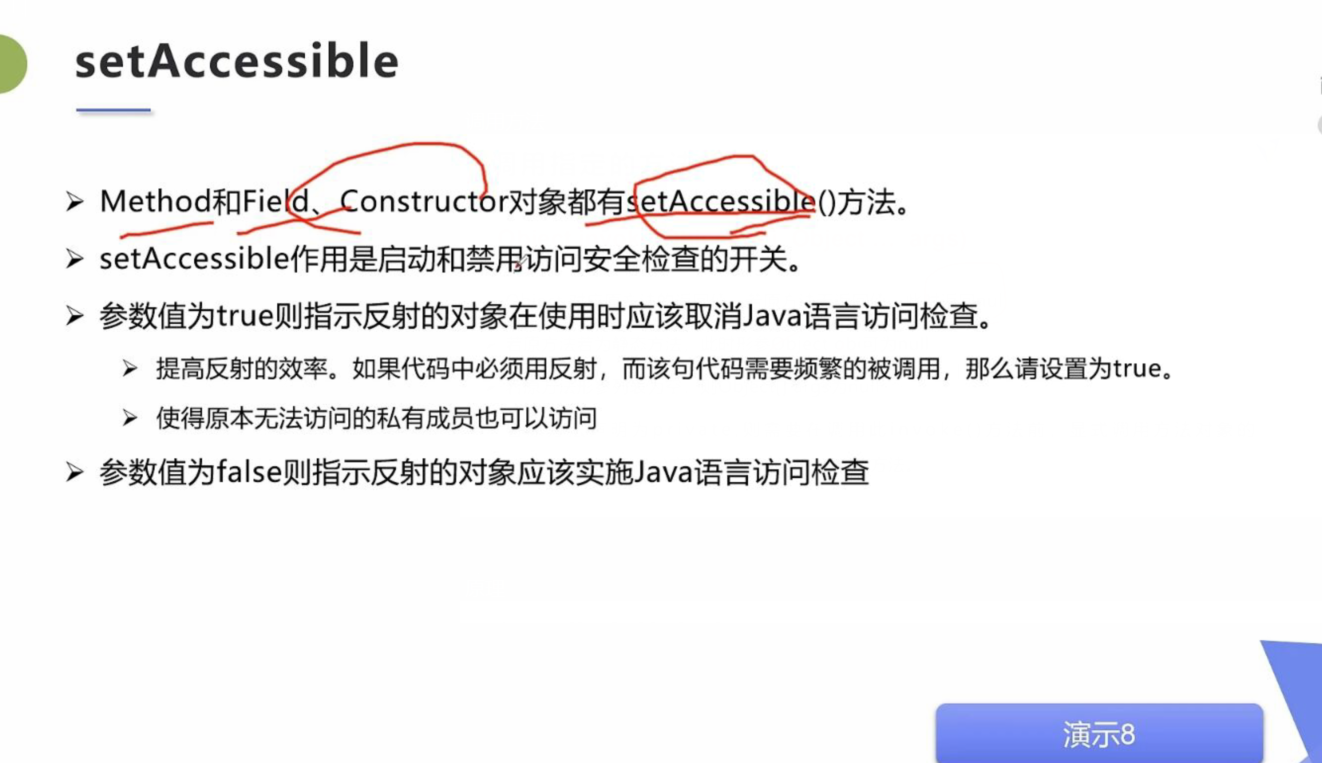 setAccessible
Method和Field、Constructor对象都有setAccessible()方法。
setAccessible作用是启动和禁用访问安全检查的开关。
参数值为true则指示反射的对象在使用时应该取消Java语言访问检查。
提高反射的效率。如果代码中必须用反射，而该句代码需要频繁的被调用，那么请设置为true。
使得原本无法访问的私有成员也可以访问
参数值为false则指示反射的对象应该实施Java语言访问检查
演示8